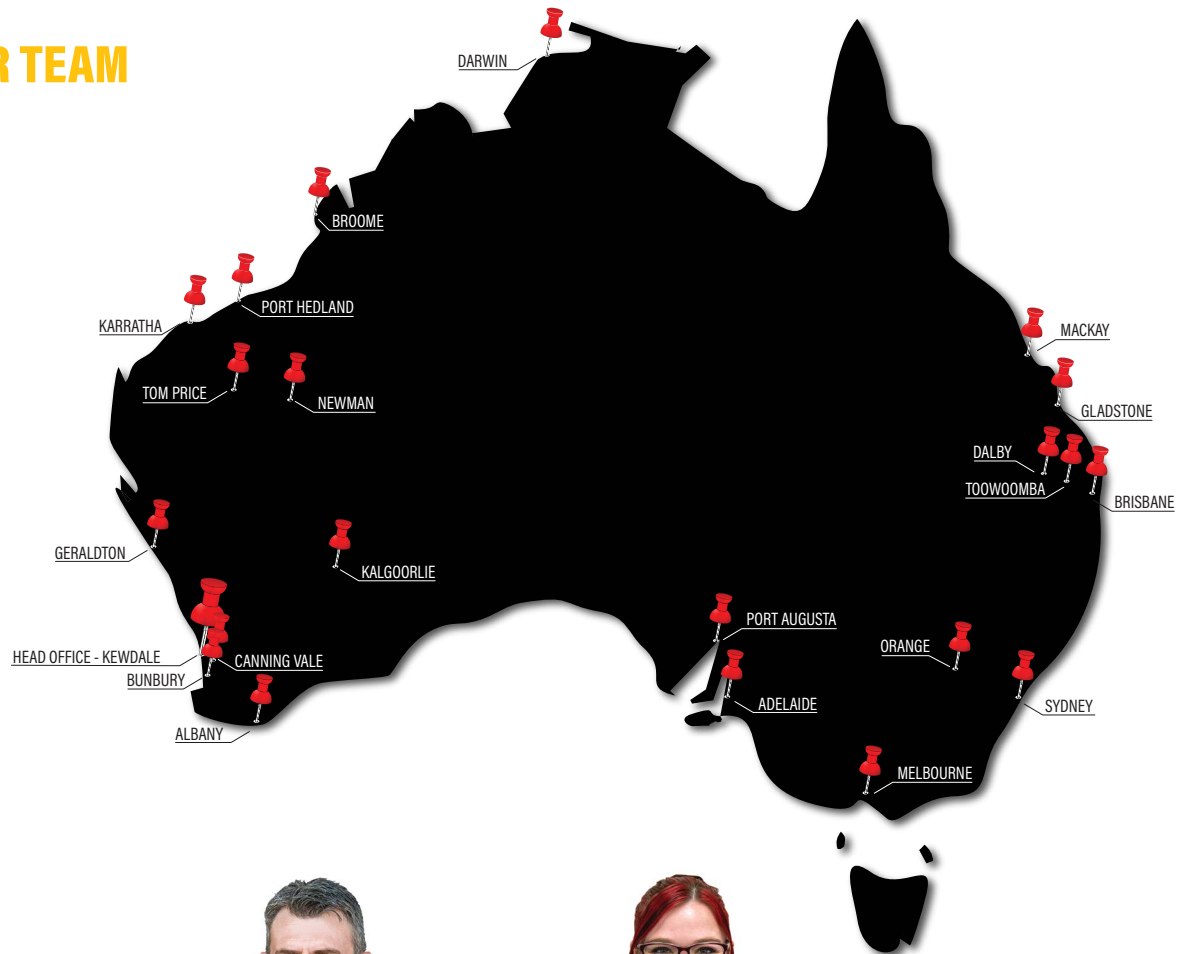 R TEAM
DARWIN
BROOME
PORT HEDLAND
KARRATHA
MACKAY
TOM PRICE
NEWMAN
GLADSTONE
DALBY
TOOWOOMBA
BRISBANE
GERALDTON
KALGOORLIE
PORT AUGUSTA
ORANGE
HEAD OFFICE - KEWDALE
CANNING VALE
BUNBURY
ADELAIDE
SYDNEY
ALBANY
MELBOURNE